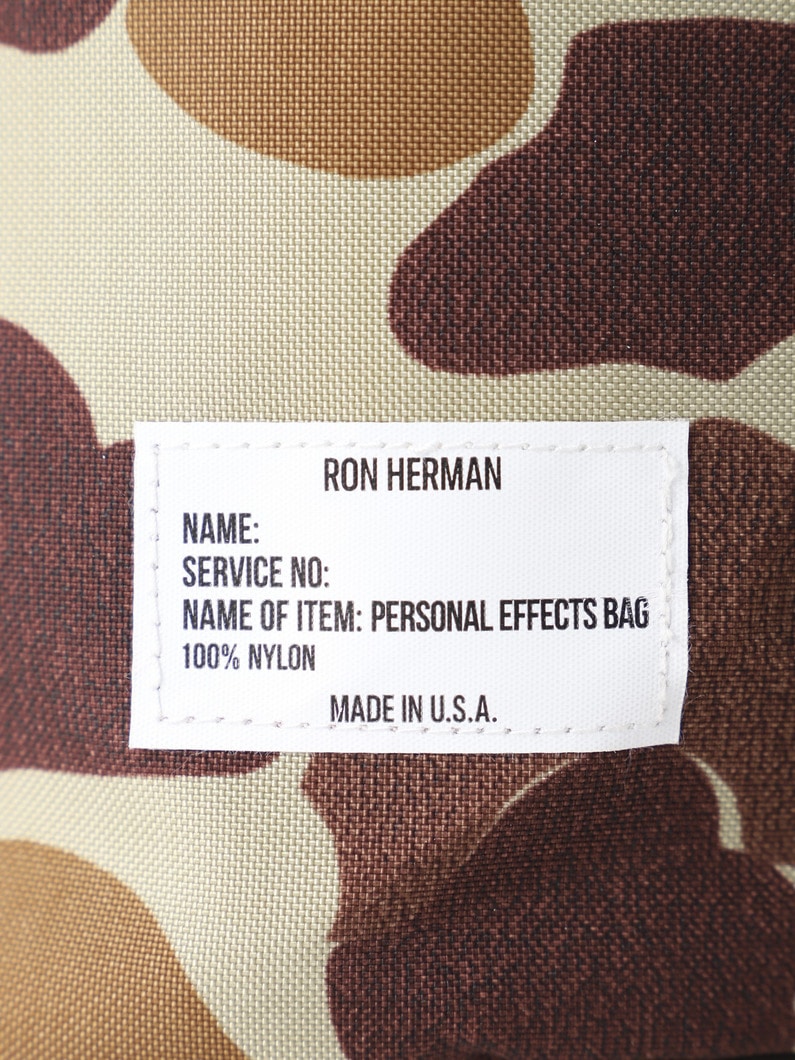 RON HERMAN
NAME:
SERVICE NO:
NAME OF ITEM: PERSONAL EFFECTS BAG
100% NYLON
MADE IN U.S.A.